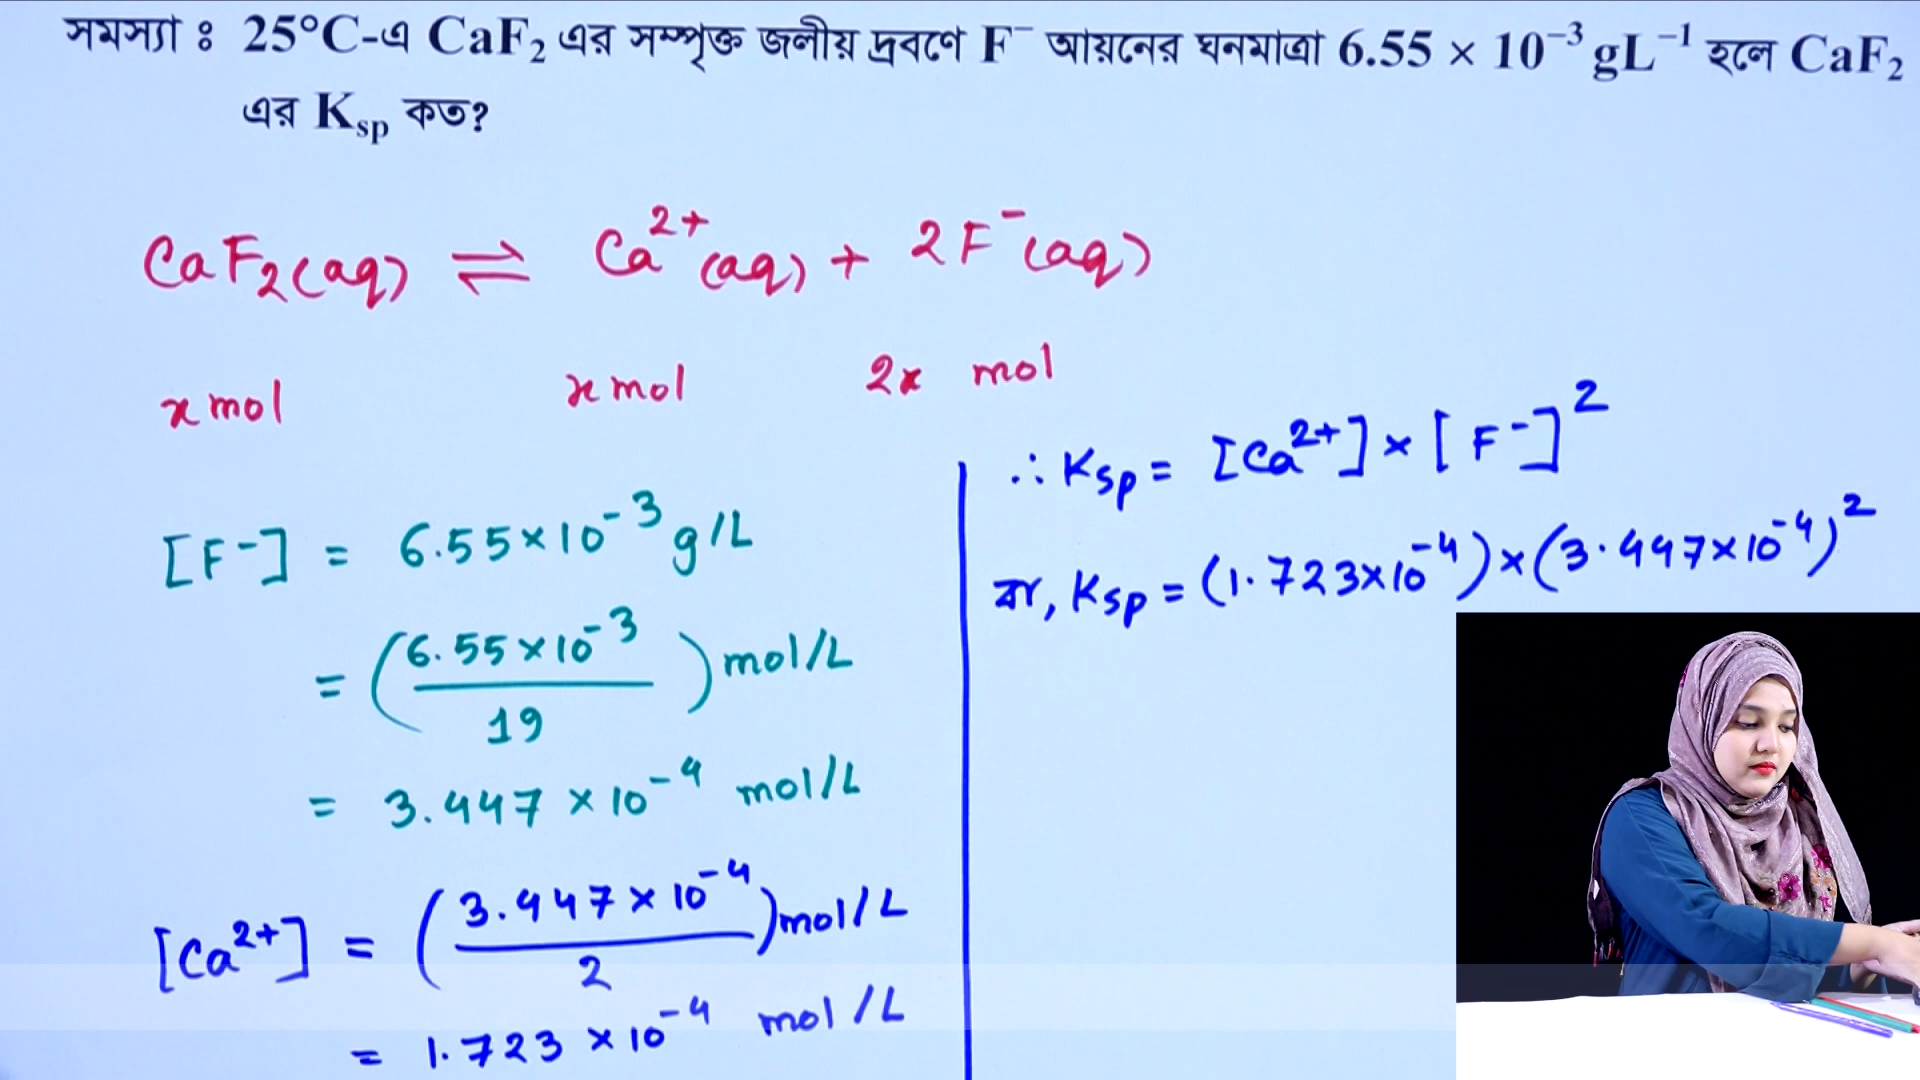 সমস্যা ঃ 25°C-এ CaF₂ এর সম্পৃক্ত জলীয় দ্রবণে F⁻ আয়নের ঘনমাত্রা 6.55 × 10⁻³ gL⁻¹ হলে CaF₂
এর Kₛₚ কত?
CaF₂(aq) ⇌ Ca²⁺(aq) + 2F⁻(aq)
x mol x mol 2x mol
[F⁻] = 6.55×10⁻³ g/L
= (6.55×10⁻³ / 19) mol/L
= 3.447 × 10⁻⁴ mol/L
[Ca²⁺] = (3.447 × 10⁻⁴ / 2) mol/L
= 1.723 × 10⁻⁴ mol/L
∴ Ksp = [Ca²⁺] × [F⁻]²
বা, Ksp = (1.723×10⁻⁴) × (3.447×10⁻⁴)²